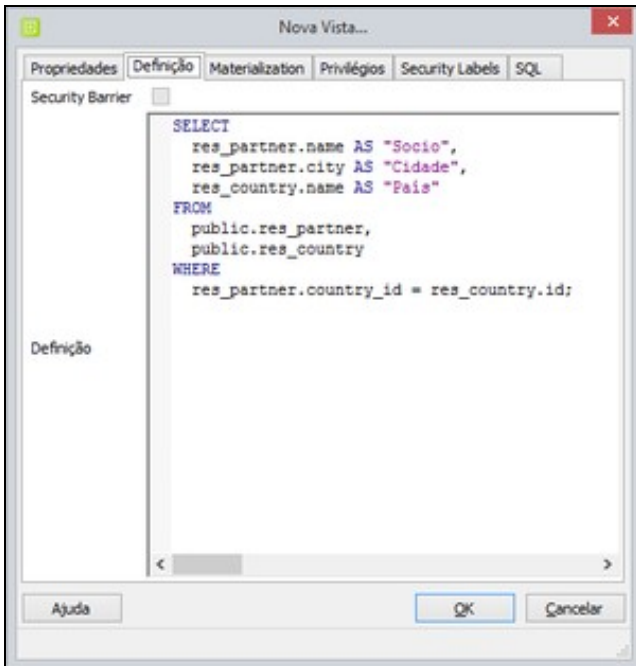 Nova Vista...
Propriedades Definição Materialization Privilégios Security Labels SQL
Security Barrier
SELECT
res_partner.name AS "Socio",
res_partner.city AS "Cidade",
res_country.name AS "País"
FROM
public.res_partner,
public.res_country
WHERE
res_partner.country_id = res_country.id;
Definição
Ajuda OK Cancelar